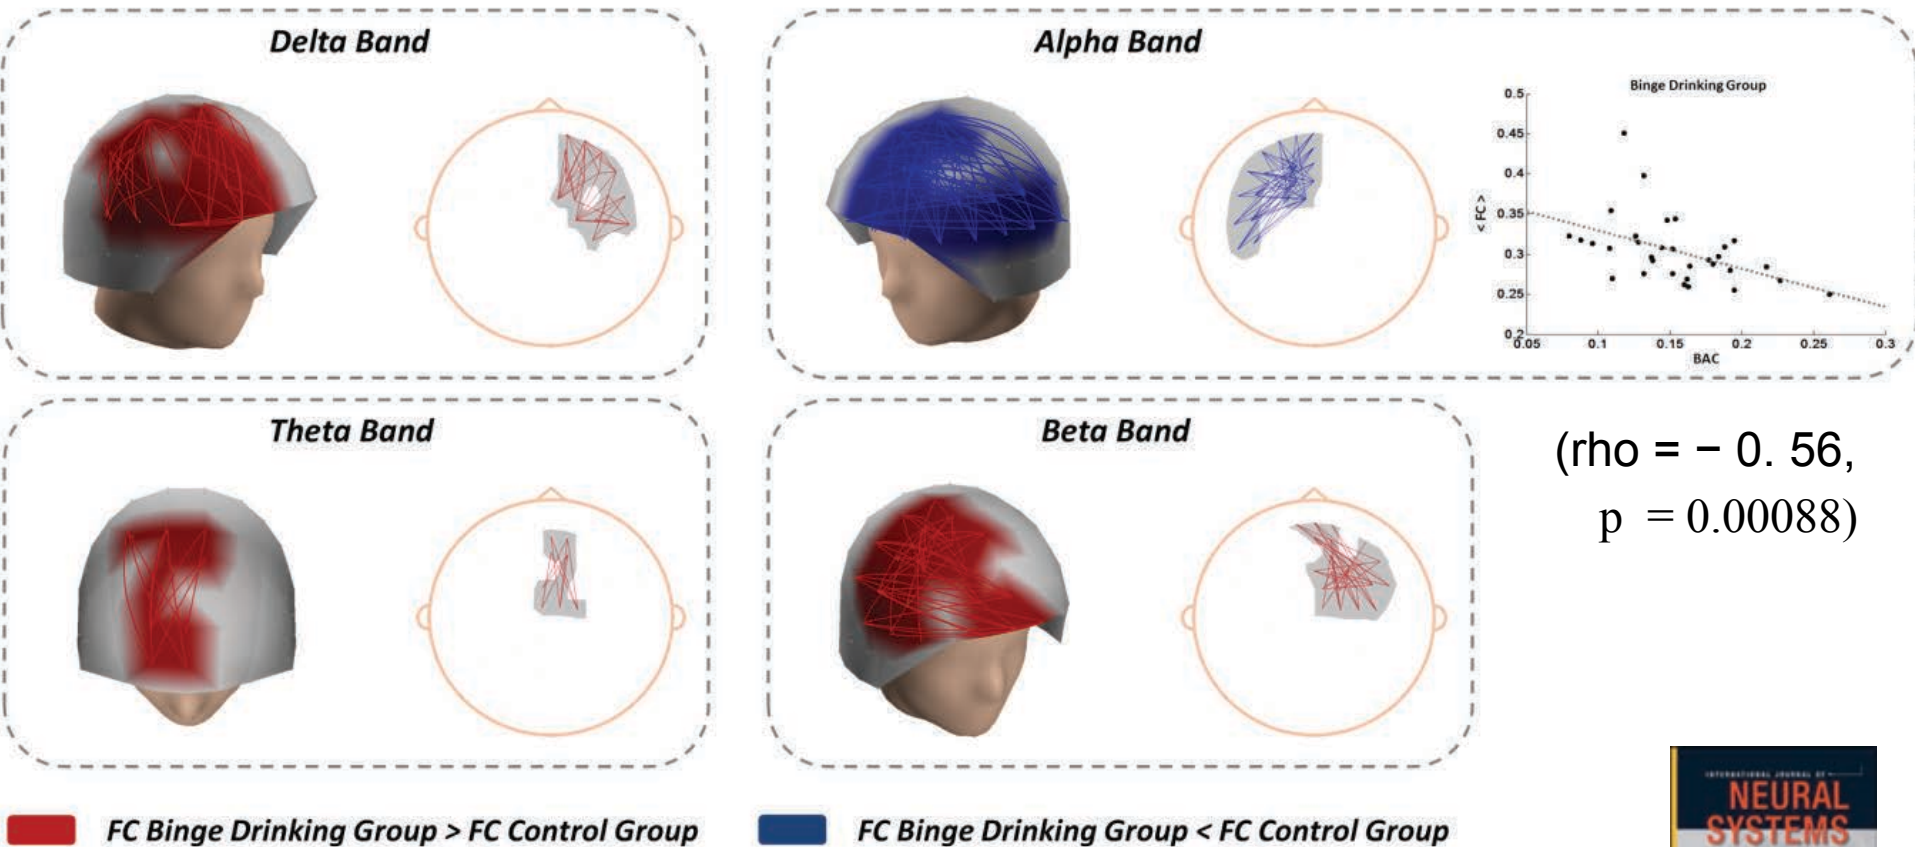 Delta Band
Alpha Band
Binge Drinking Group
0.5
0.45
0.4
0.35
0.3
0.25
0.2
< FC >
0.05 0.1 0.15 0.2 0.25 0.3
BAC
Theta Band
Beta Band
(rho = − 0. 56,
p = 0.00088)
INTERNATIONAL JOURNAL OF
NEURAL
SYSTEMS
FC Binge Drinking Group > FC Control Group
FC Binge Drinking Group < FC Control Group